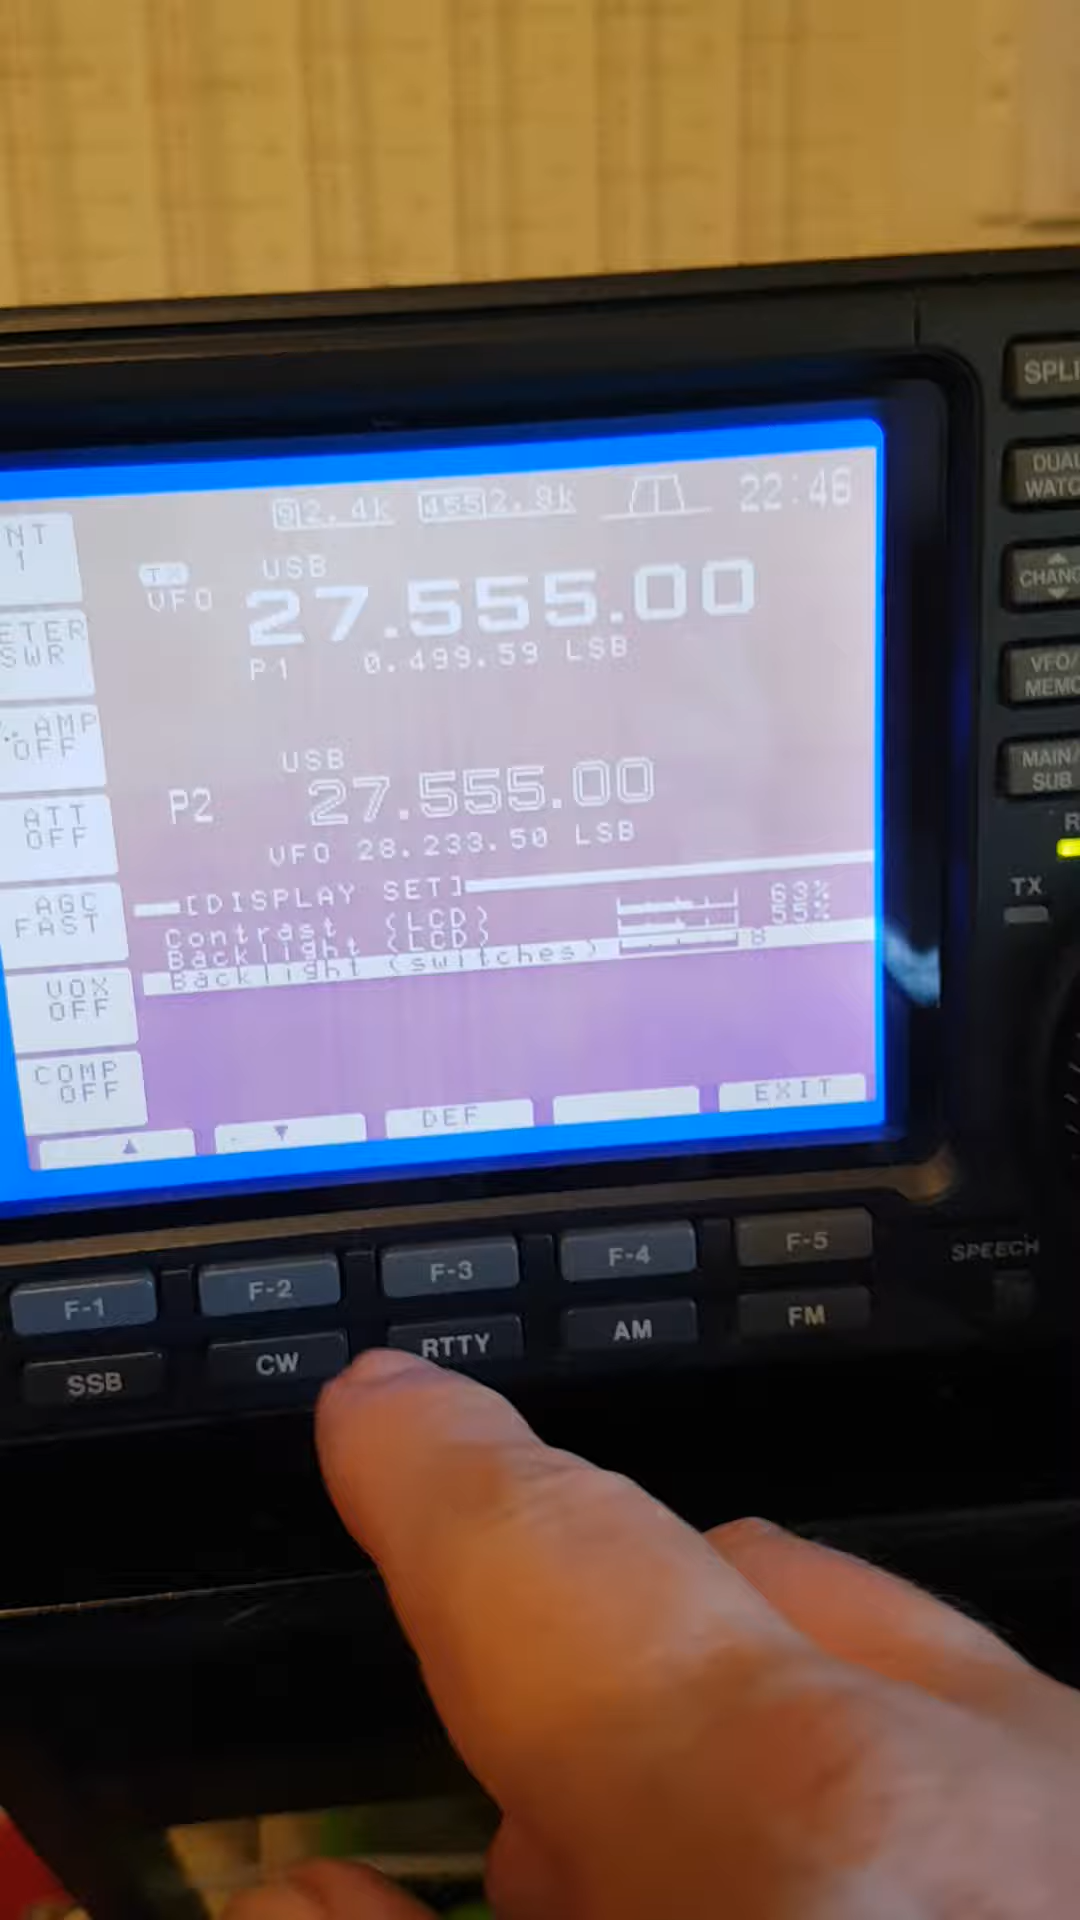 9 2.4k 455 2.8k 22:46
NT
1
TX
VFO
USB
27.555.00
P1 0.499.59 LSB
ETER
SWR
.AMP
OFF
USB
P2 27.555.00
VFO 28.233.50 LSB
ATT
OFF
AGC
FAST
[DISPLAY SET]
Contrast (LCD) 63%
Backlight (LCD) 55%
Backlight (switches) 8
VOX
OFF
COMP
OFF
▲ ▼ DEF EXIT
F-1 F-2 F-3 F-4 F-5
SSB CW RTTY AM FM
SPLI
DUAL
WATC
CHANG
VFO/
MEMO
MAIN/
SUB
R
TX
SPEECH